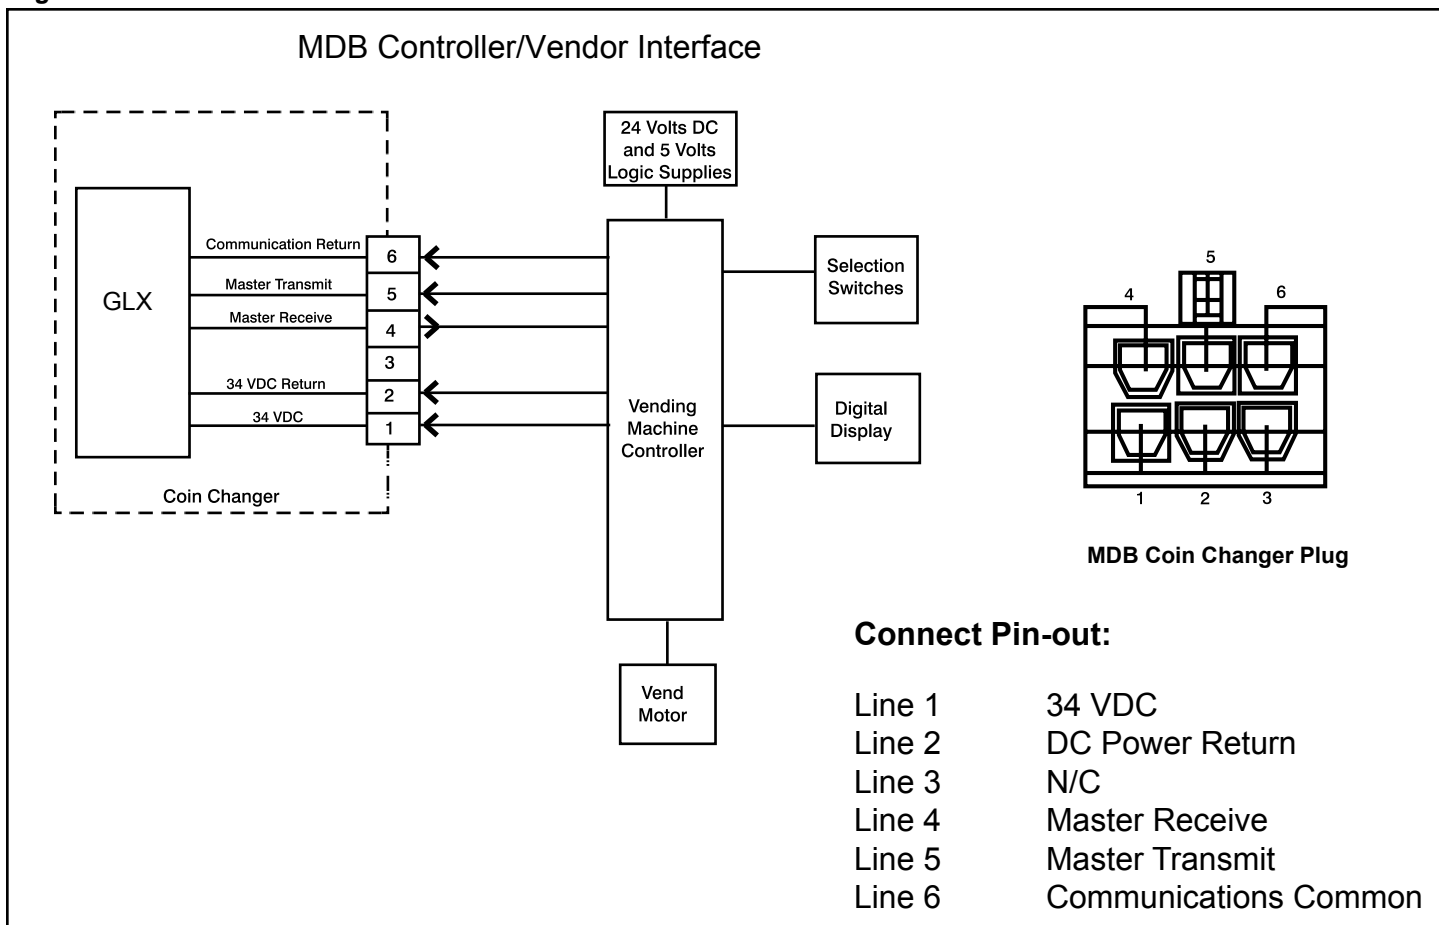 MDB Controller/Vendor Interface
24 Volts DC
and 5 Volts
Logic Supplies
Communication Return
6
Master Transmit
5
Master Receive
4
3
34 VDC Return
2
34 VDC
1
GLX
Coin Changer
Vending
Machine
Controller
Selection
Switches
Digital
Display
Vend
Motor
5
4
6
1
2
3
MDB Coin Changer Plug
Connect Pin-out:
Line 1 34 VDC
Line 2 DC Power Return
Line 3 N/C
Line 4 Master Receive
Line 5 Master Transmit
Line 6 Communications Common